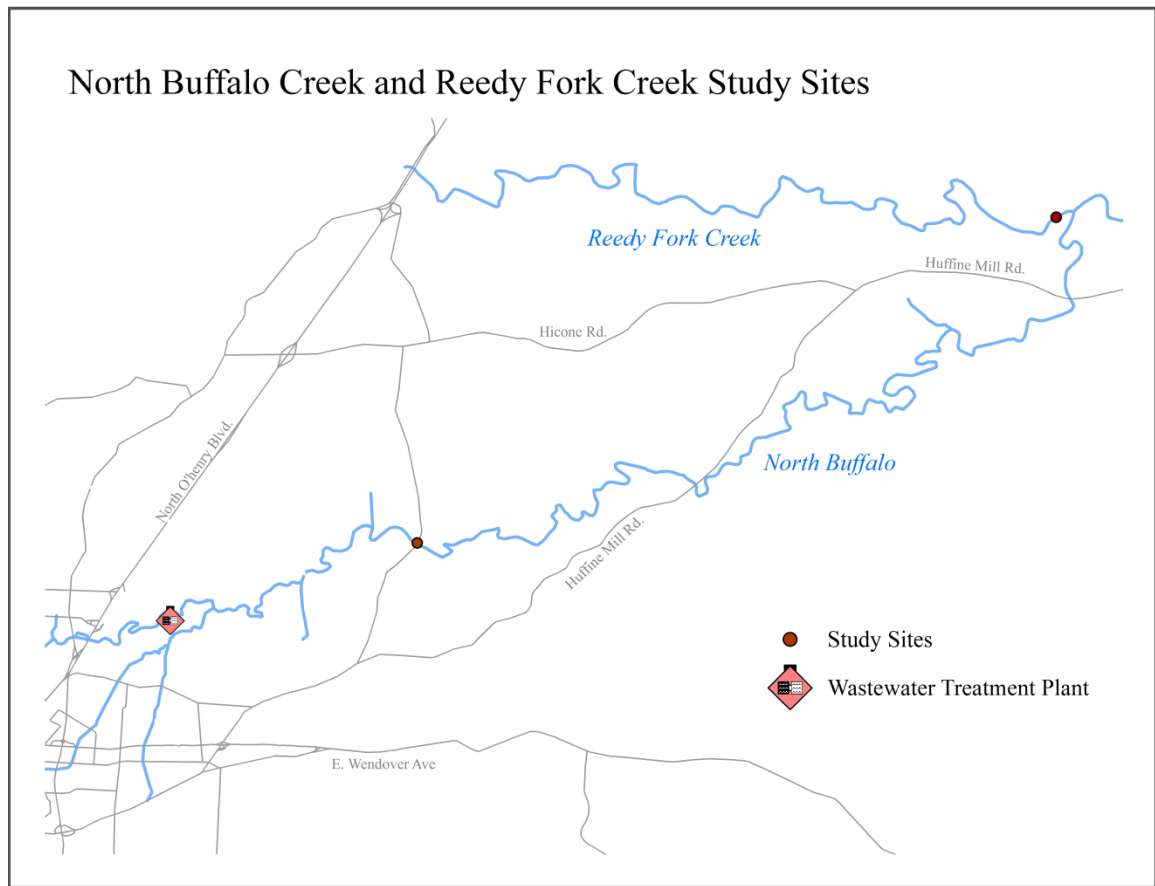 North Buffalo Creek and Reedy Fork Creek Study Sites
Reedy Fork Creek
Huffine Mill Rd.
Hicone Rd.
North O'henry Blvd.
North Buffalo
Huffine Mill Rd.
Study Sites
Wastewater Treatment Plant
E. Wendover Ave